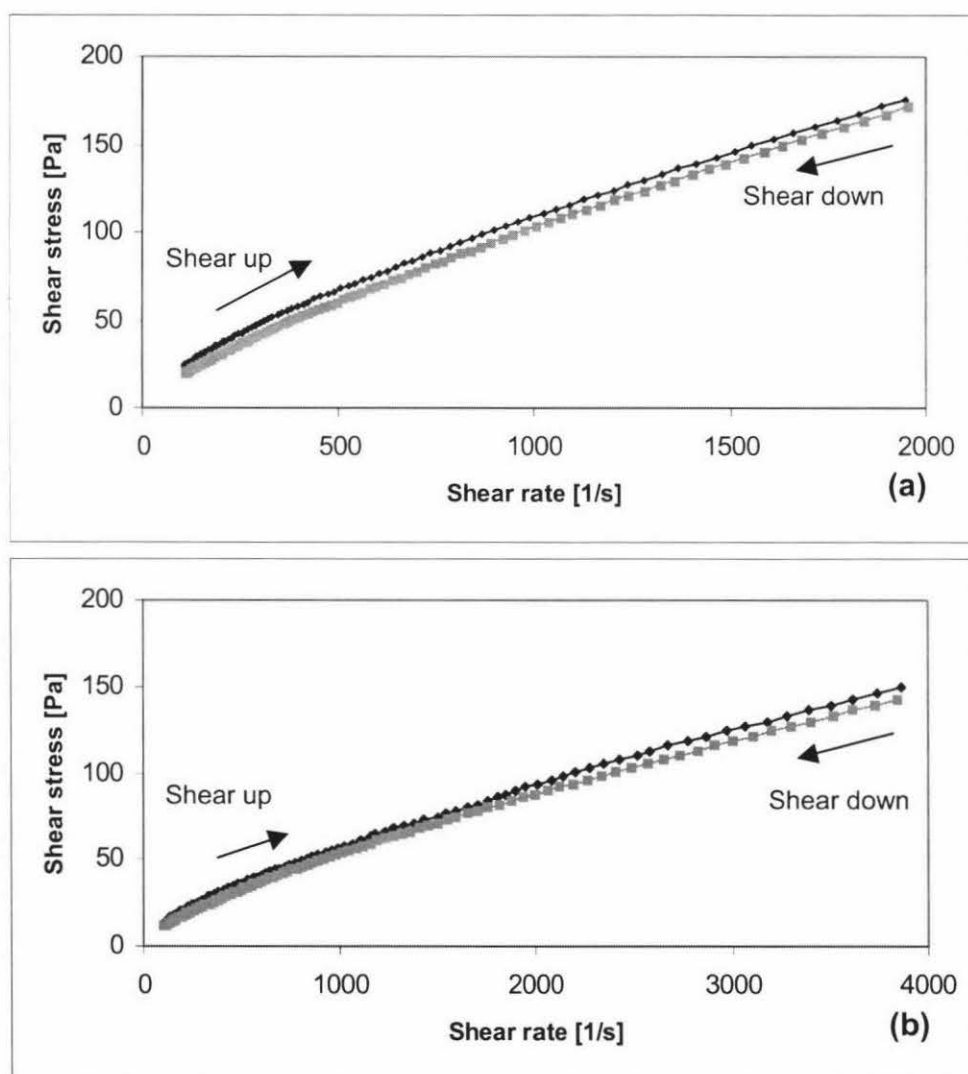 200
150
100
50
0
Shear stress [Pa]
Shear up
Shear down
0 500 1000 1500 2000
Shear rate [1/s]
(a)
200
150
100
50
0
Shear stress [Pa]
Shear up
Shear down
0 1000 2000 3000 4000
Shear rate [1/s]
(b)